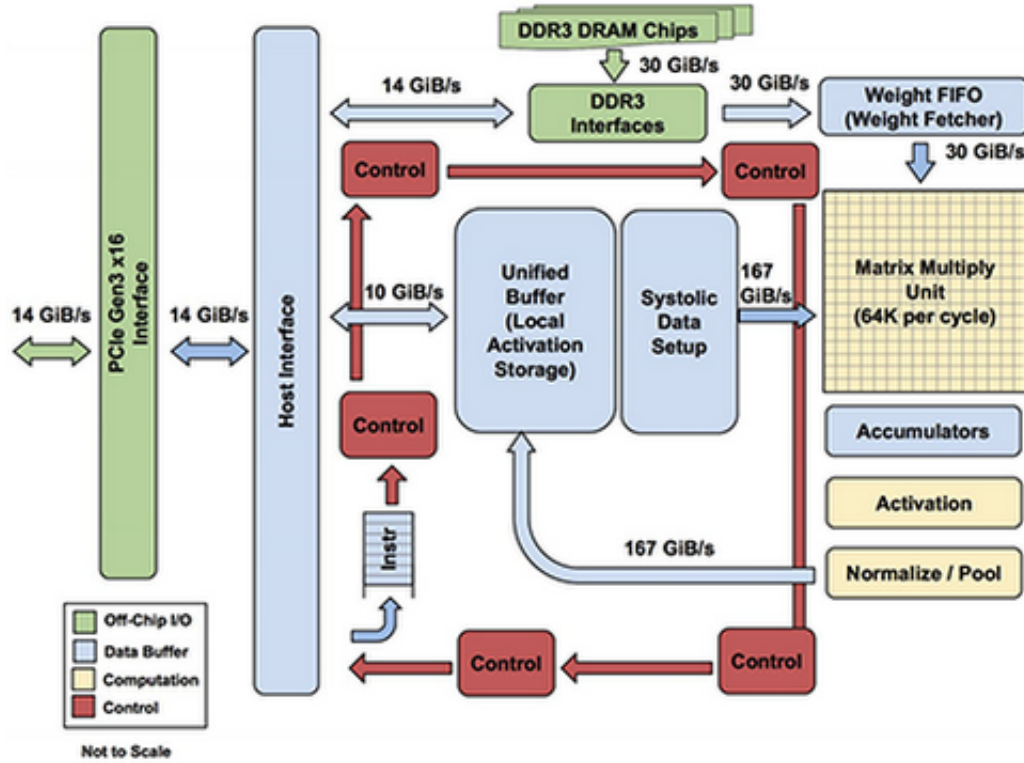 DDR3 DRAM Chips
30 GiB/s
14 GiB/s
30 GiB/s
DDR3
Interfaces
Weight FIFO
(Weight Fetcher)
30 GiB/s
Control
Control
PCIe Gen3 x16
Interface
Host Interface
14 GiB/s
14 GiB/s
10 GiB/s
Unified
Buffer
(Local
Activation
Storage)
Systolic
Data
Setup
167
GiB/s
Matrix Multiply
Unit
(64K per cycle)
Control
Accumulators
Activation
Instr
167 GiB/s
Normalize / Pool
Off-Chip I/O
Data Buffer
Computation
Control
Control
Control
Not to Scale